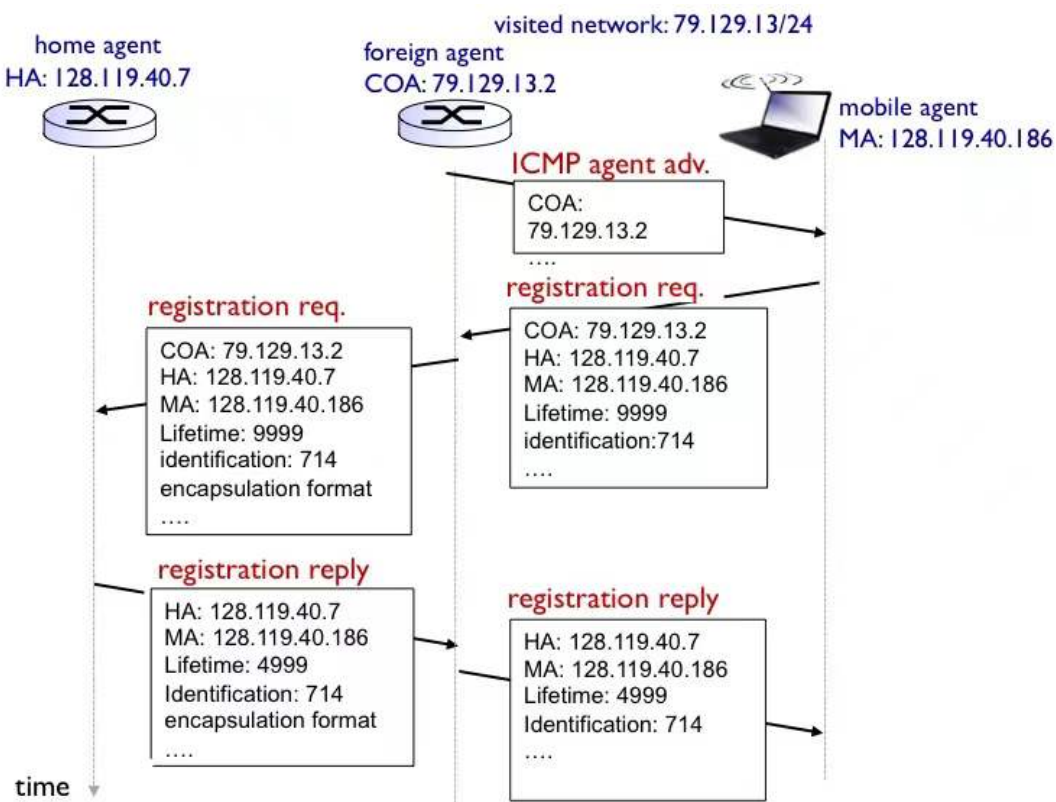 visited network: 79.129.13/24
home agent
HA: 128.119.40.7
foreign agent
COA: 79.129.13.2
mobile agent
MA: 128.119.40.186
ICMP agent adv.
COA:
79.129.13.2
....
registration req.
COA: 79.129.13.2
HA: 128.119.40.7
MA: 128.119.40.186
Lifetime: 9999
identification:714
....
registration req.
COA: 79.129.13.2
HA: 128.119.40.7
MA: 128.119.40.186
Lifetime: 9999
identification: 714
encapsulation format
....
registration reply
HA: 128.119.40.7
MA: 128.119.40.186
Lifetime: 4999
Identification: 714
encapsulation format
....
registration reply
HA: 128.119.40.7
MA: 128.119.40.186
Lifetime: 4999
Identification: 714
....
time